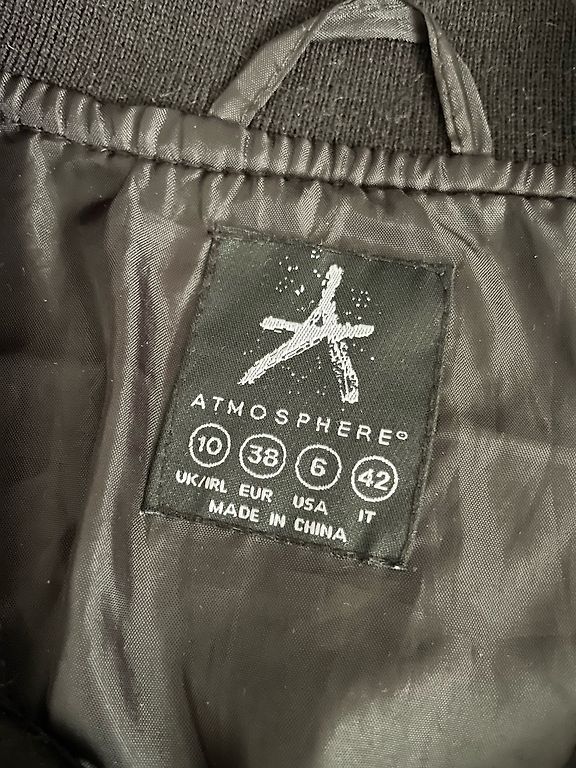 ATMOSPHERE
10 38 6 42
UK/IRL EUR USA IT
MADE IN CHINA